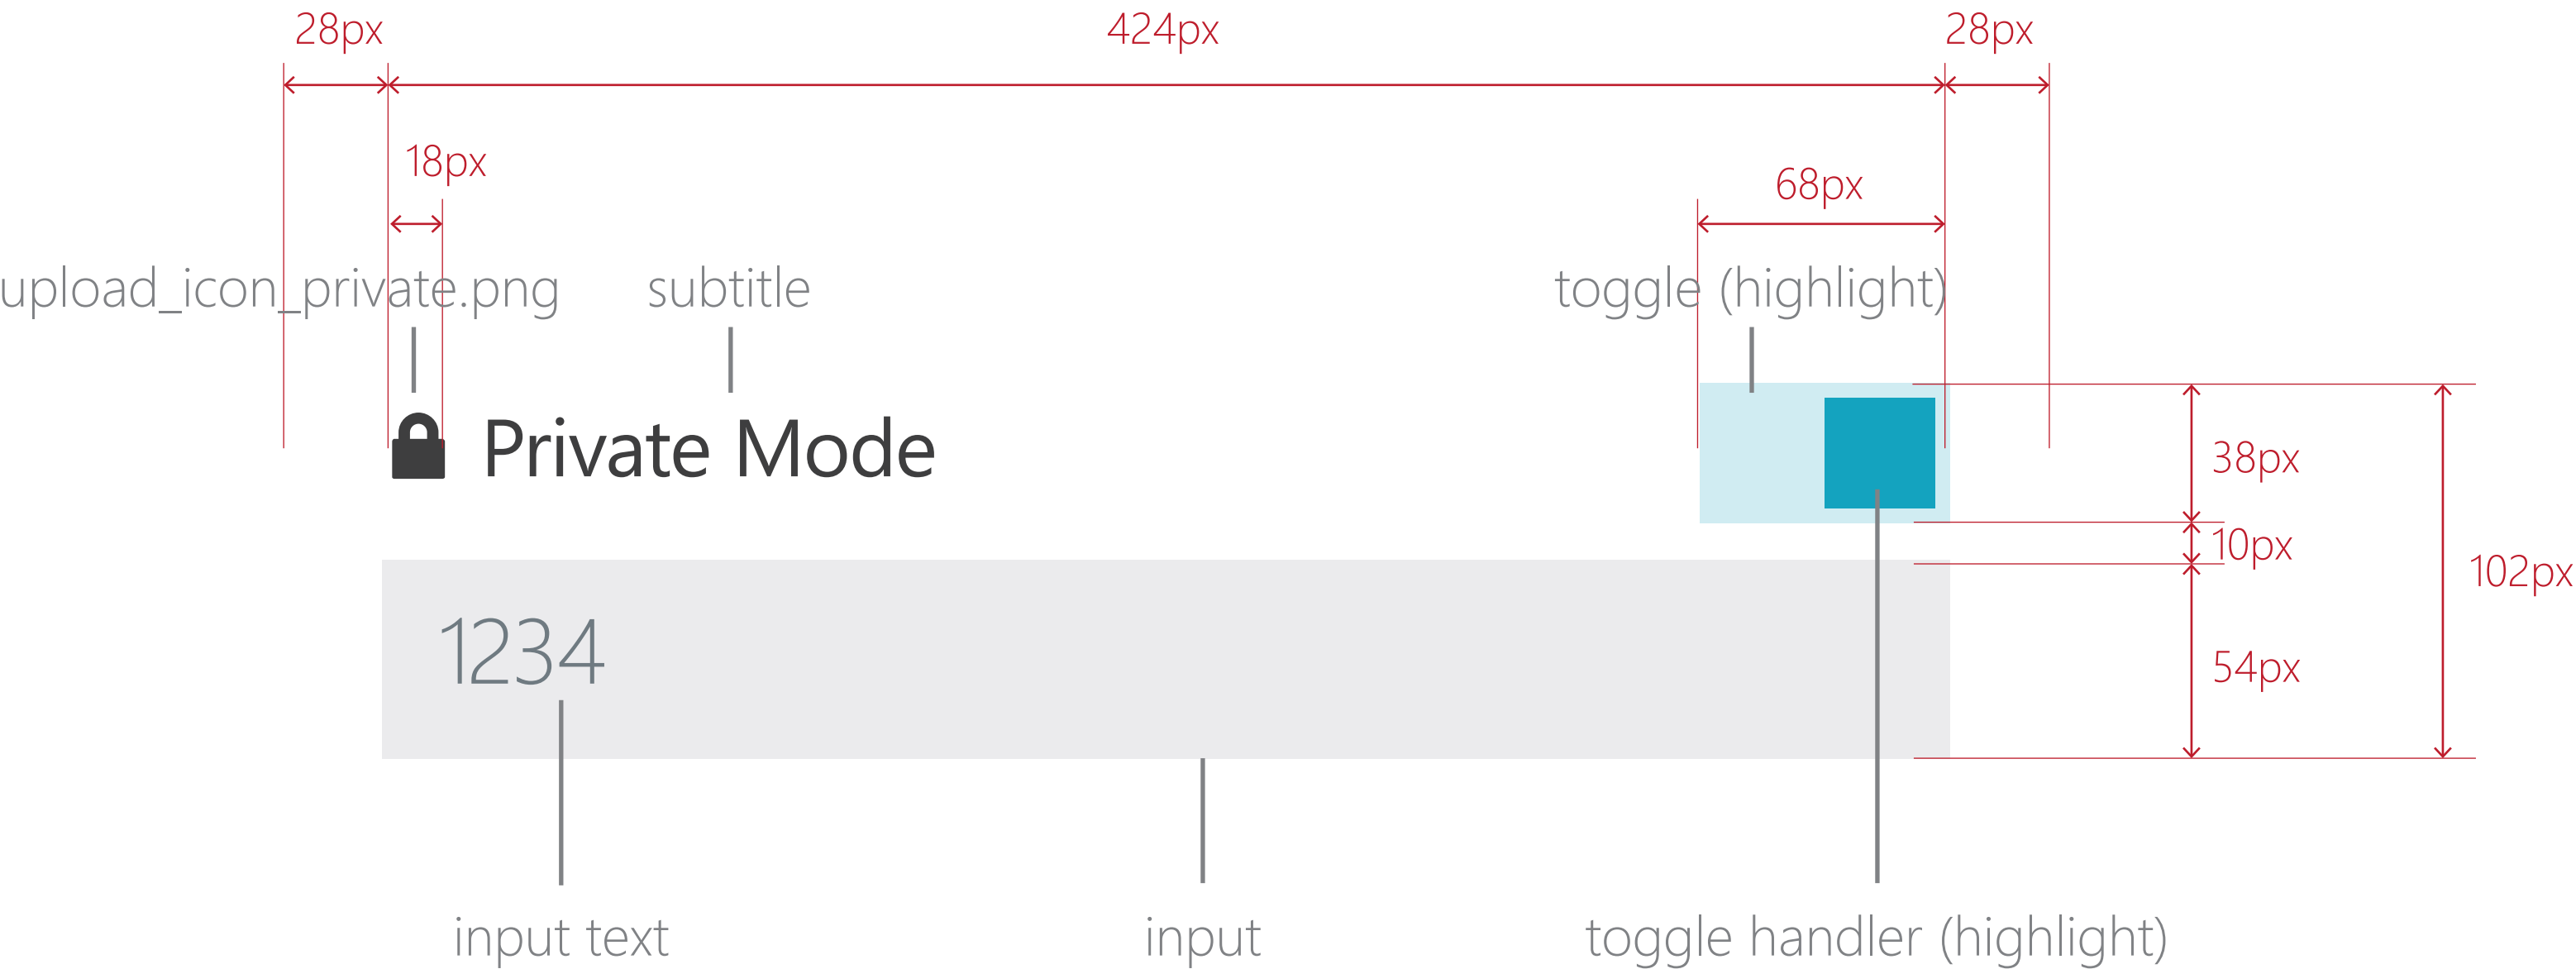 28px
424px
28px
18px
68px
upload_icon_private.png
subtitle
toggle (highlight)
Private Mode
38px
10px
102px
1234
54px
input text
input
toggle handler (highlight)